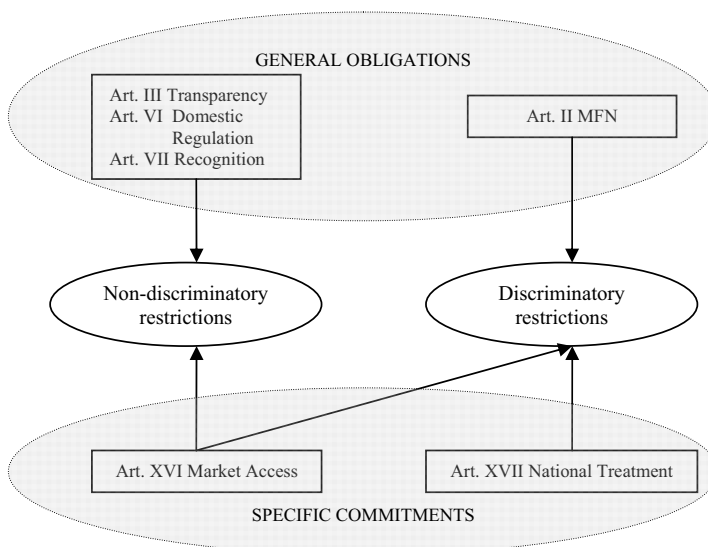 GENERAL OBLIGATIONS
Art. III Transparency
Art. VI Domestic
Regulation
Art. VII Recognition
Art. II MFN
Non-discriminatory
restrictions
Discriminatory
restrictions
Art. XVI Market Access
Art. XVII National Treatment
SPECIFIC COMMITMENTS